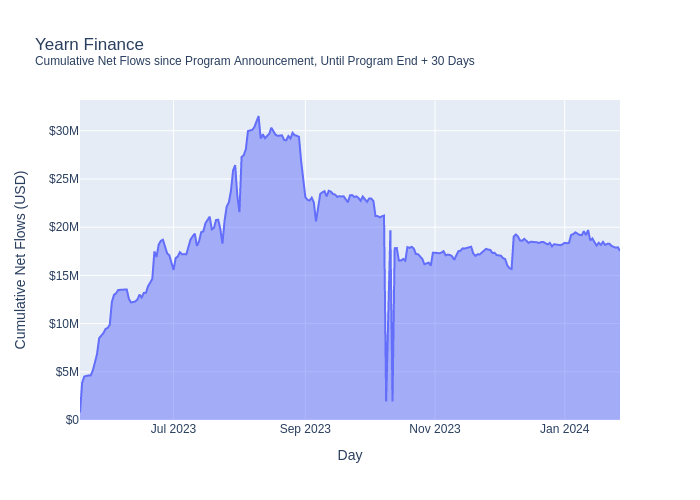 Yearn Finance
Cumulative Net Flows since Program Announcement, Until Program End + 30 Days
$30M
$25M
$20M
$15M
$10M
$5M
$0
Cumulative Net Flows (USD)
Jul 2023
Sep 2023
Nov 2023
Jan 2024
Day